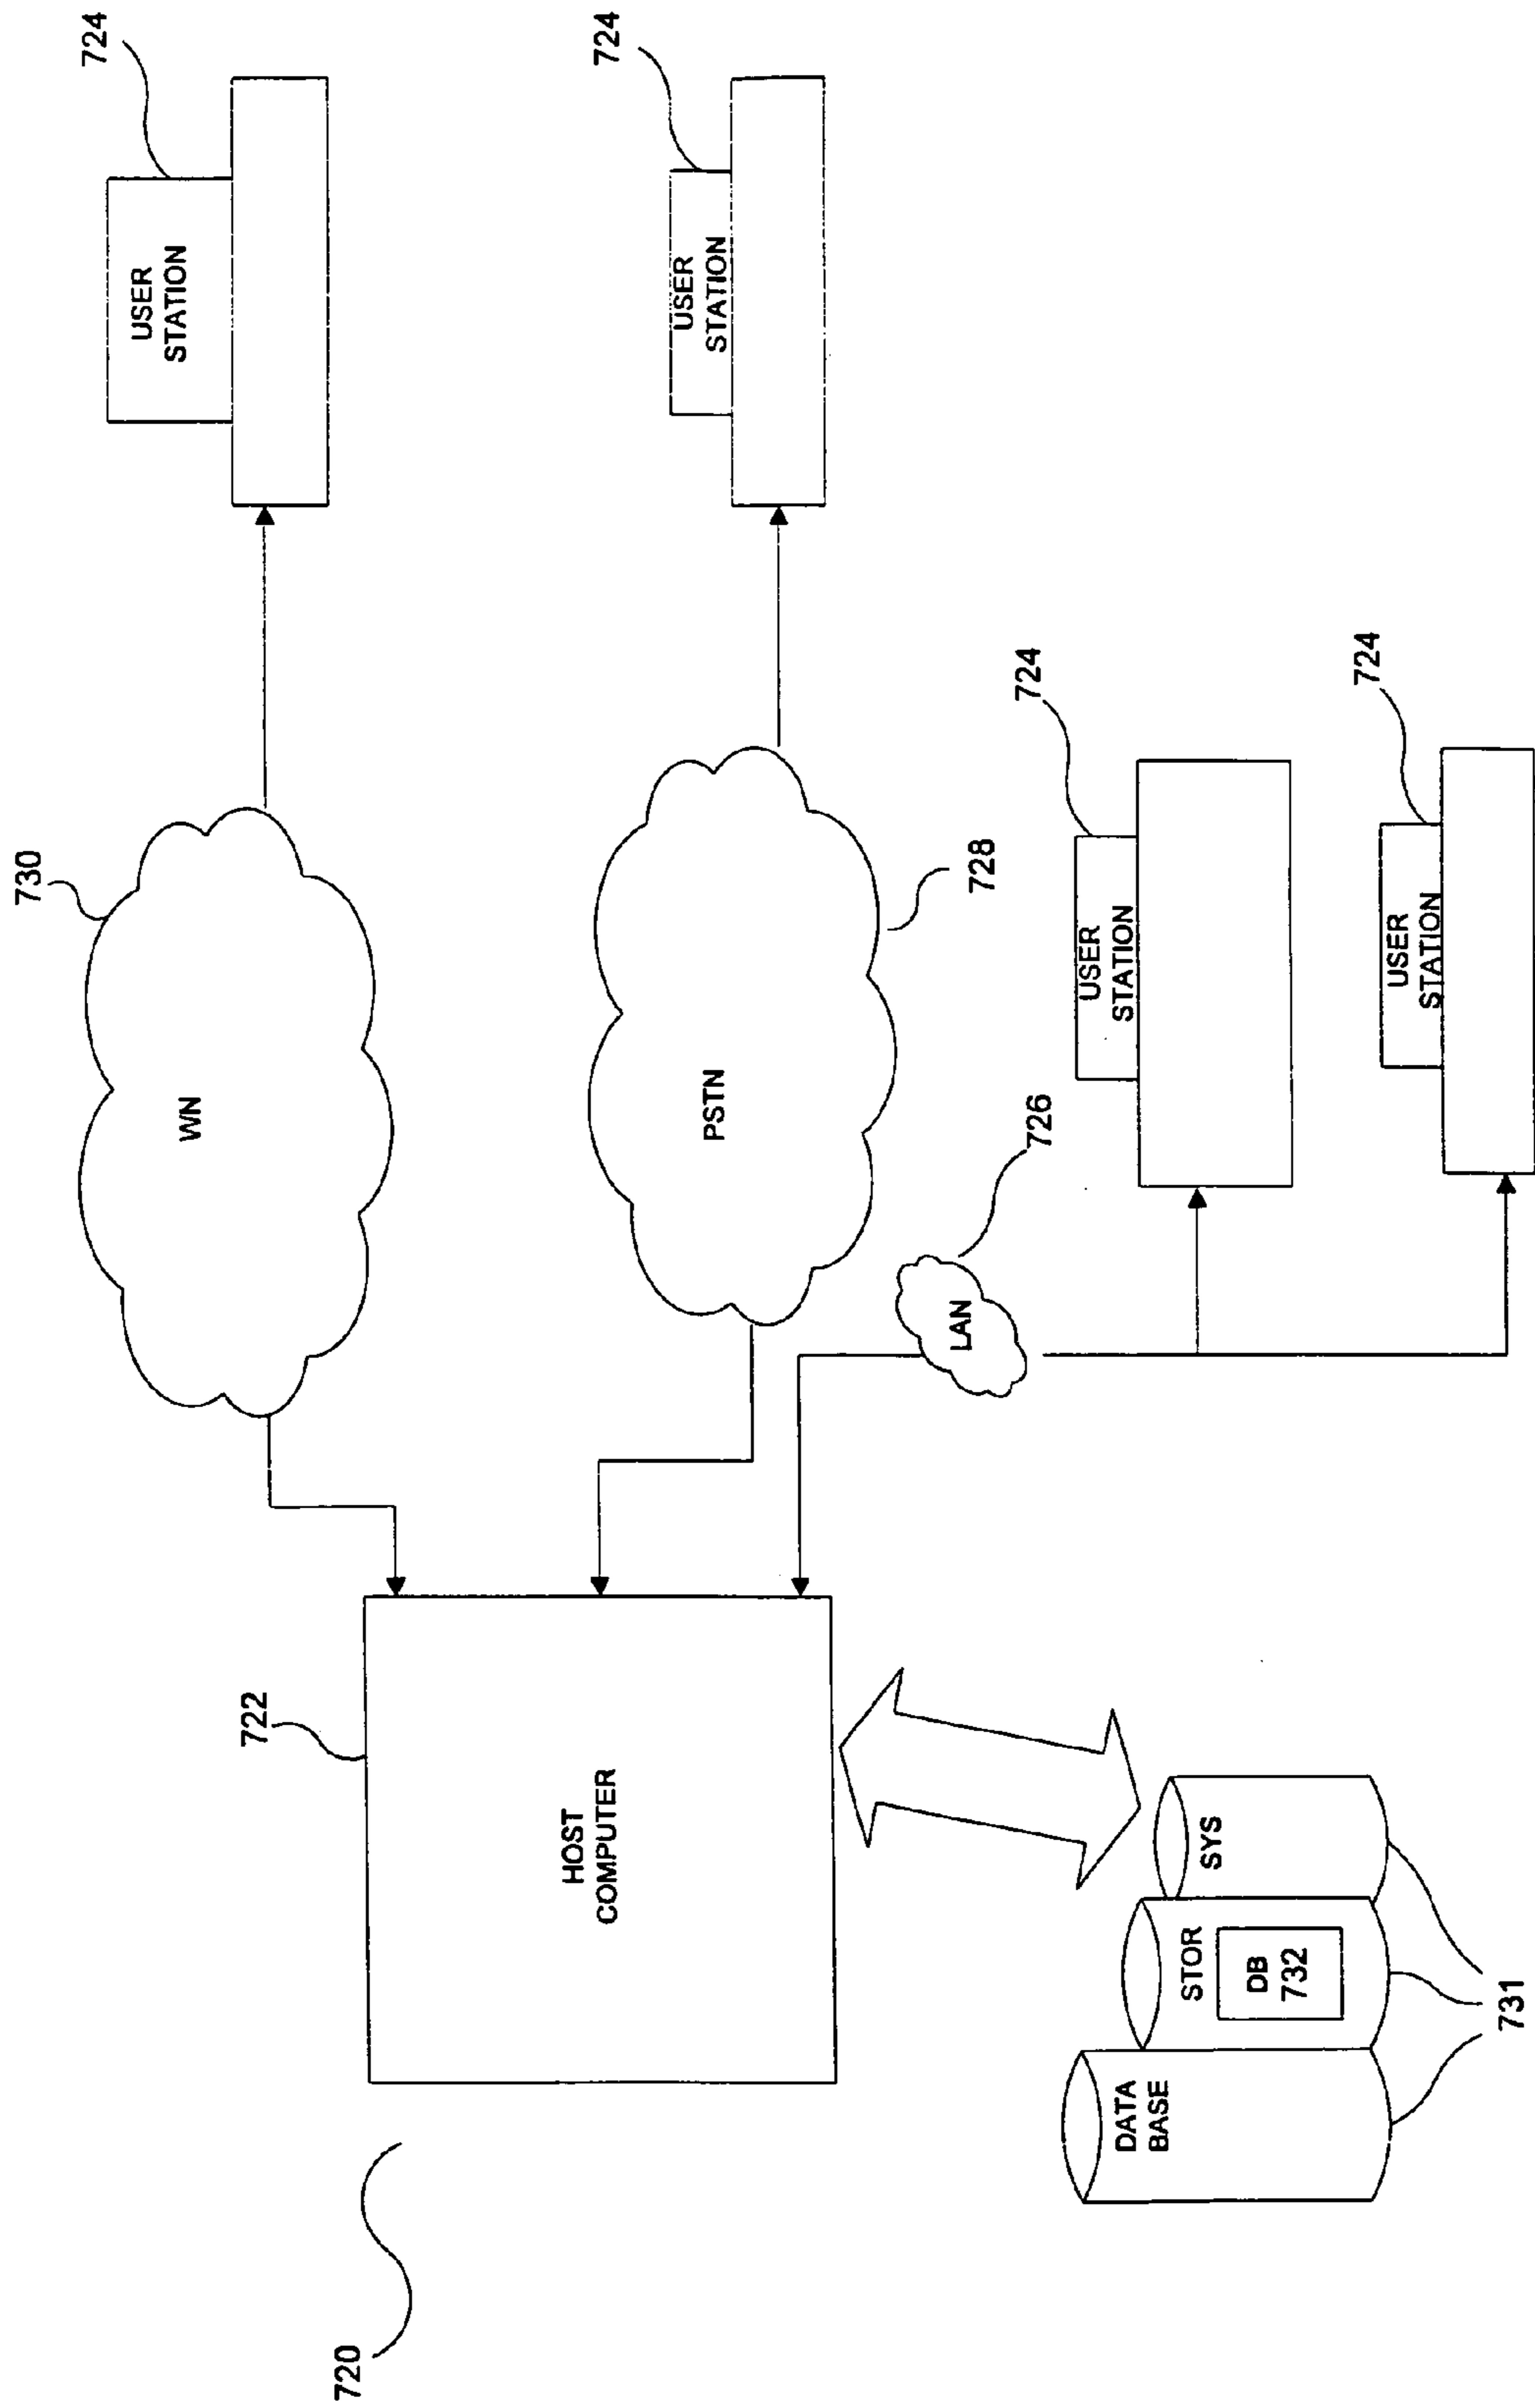 730
WN
724
USER
STATION
722
HOST
COMPUTER
PSTN
728
724
USER
STATION
720
LAN
726
724
USER
STATION
724
USER
STATION
DATA
BASE
STOR
DB
732
SYS
731